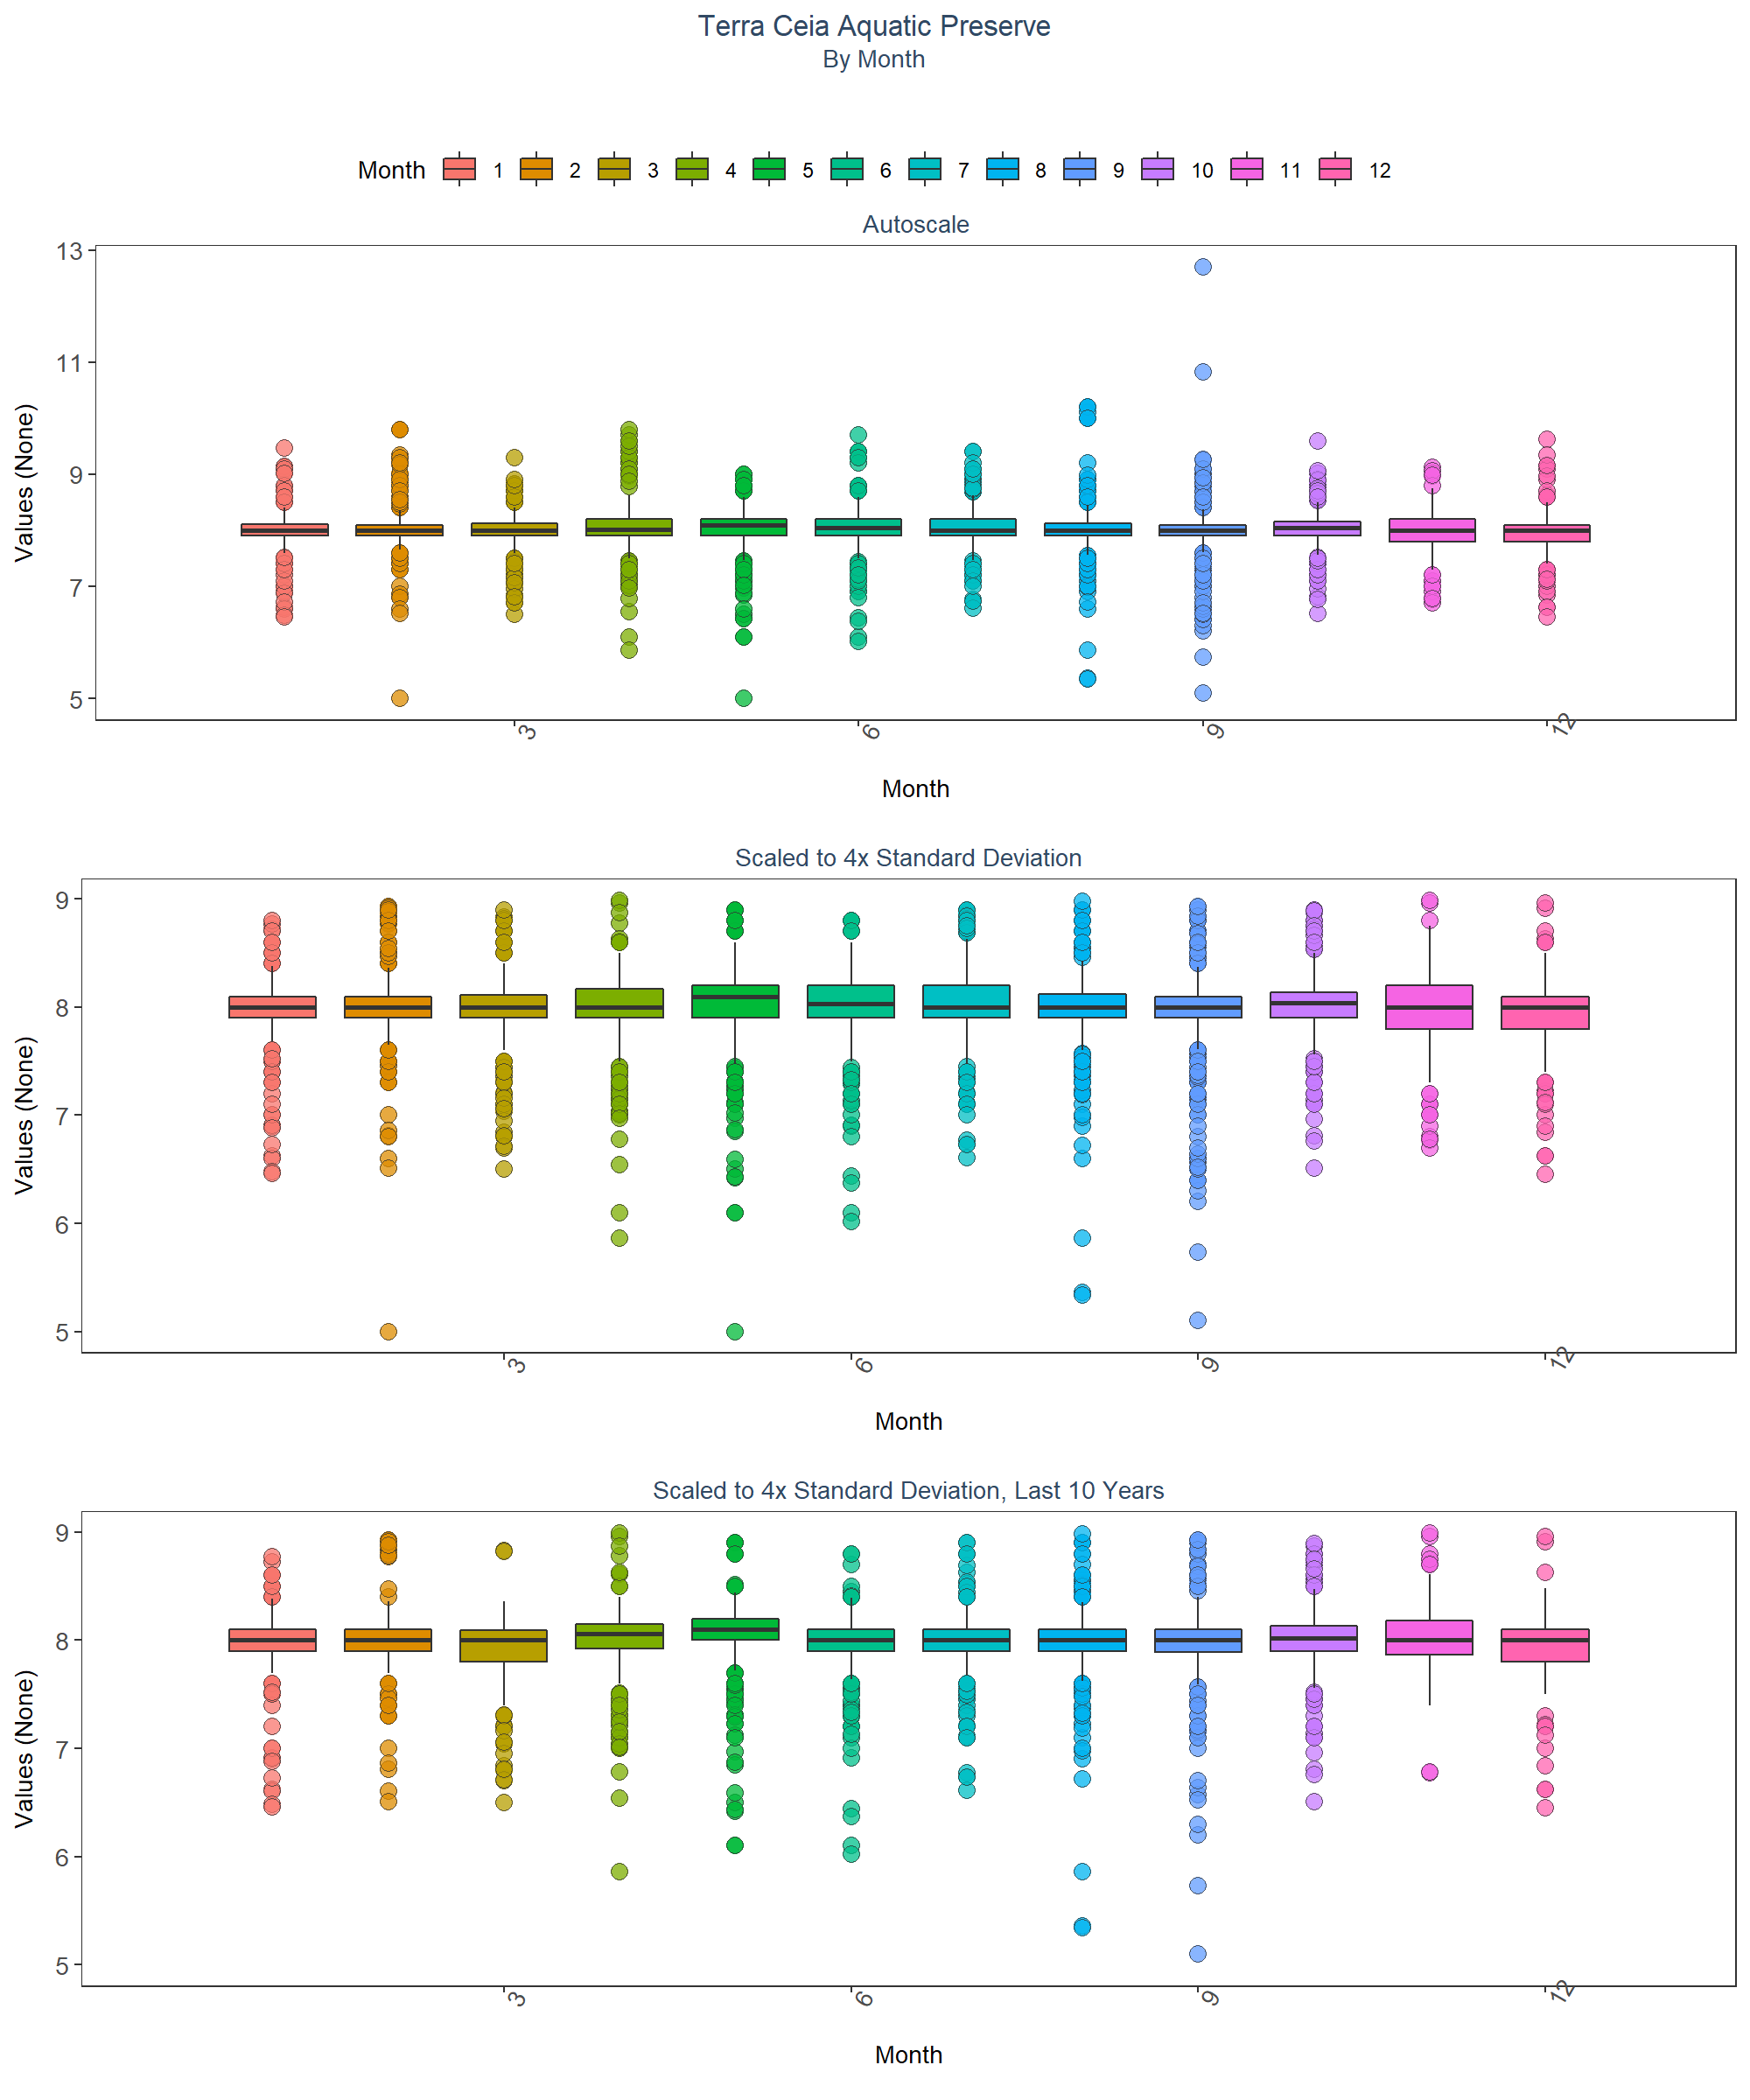 Terra Ceia Aquatic Preserve
By Month
Month 1 2 3 4 5 6 7 8 9 10 11 12
Autoscale
Values (None)
13
11
9
7
5
3 6 9 12
Month
Scaled to 4x Standard Deviation
Values (None)
9
8
7
6
5
3 6 9 12
Month
Scaled to 4x Standard Deviation, Last 10 Years
Values (None)
9
8
7
6
5
3 6 9 12
Month